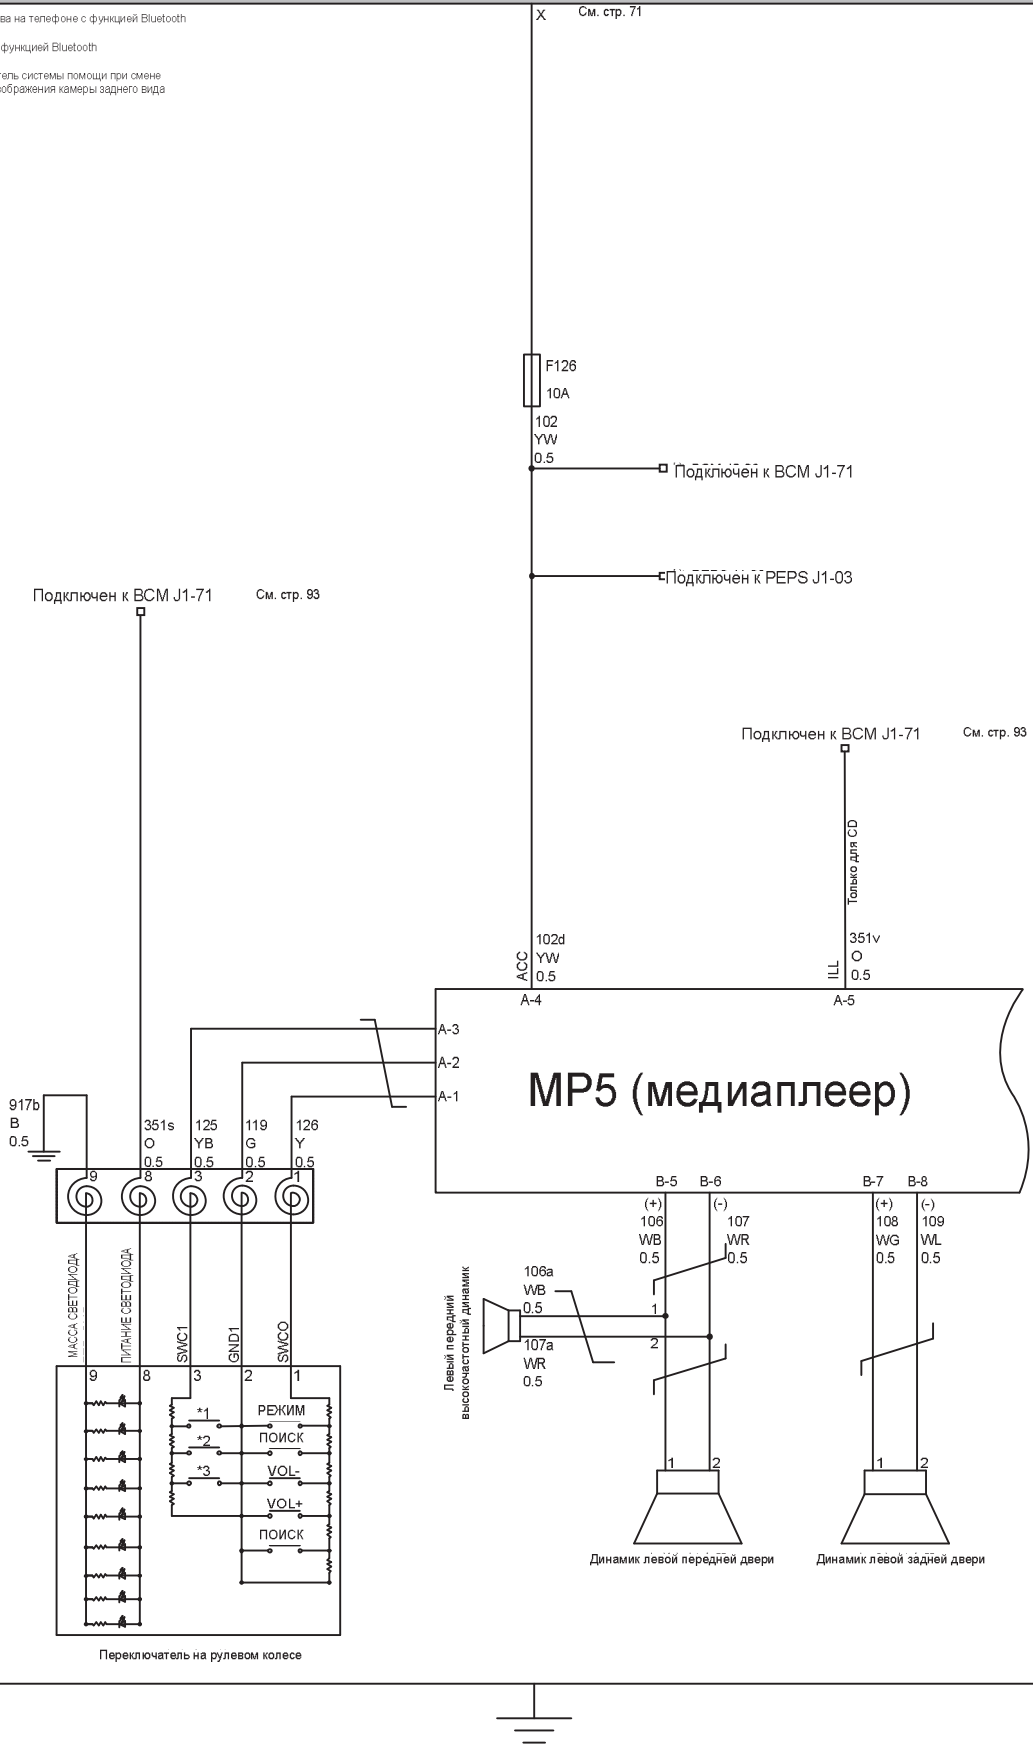 ва на телефоне с функцией Bluetooth
функцией Bluetooth
тель системы помощи при смене
ображения камеры заднего вида
X
См. стр. 71
F126
10A
102
YW
0.5
Подключен к BCM J1-71
Подключен к PEPS J1-03
Подключен к BCM J1-71
См. стр. 93
Подключен к BCM J1-71
См. стр. 93
Только для CD
ACC
102d
YW
0.5
ILL
351v
O
0.5
A-4
A-5
A-3
A-2
A-1
MP5 (медиаплеер)
917b
B
0.5
351s
O
0.5
125
YB
0.5
119
G
0.5
126
Y
0.5
9
8
3
2
1
B-5
B-6
B-7
B-8
(+)
(-)
(+)
(-)
106
WB
0.5
107
WR
0.5
108
WG
0.5
109
WL
0.5
МАССА СВЕТОДИОДА
ПИТАНИЕ СВЕТОДИОДА
SWC1
GND1
SWCO
Левый передний
высокочастотный динамик
106a
WB
0.5
107a
WR
0.5
1
2
9
8
3
2
1
*1
*2
*3
РЕЖИМ
ПОИСК
VOL-
VOL+
ПОИСК
1
2
1
2
Динамик левой передней двери
Динамик левой задней двери
Переключатель на рулевом колесе